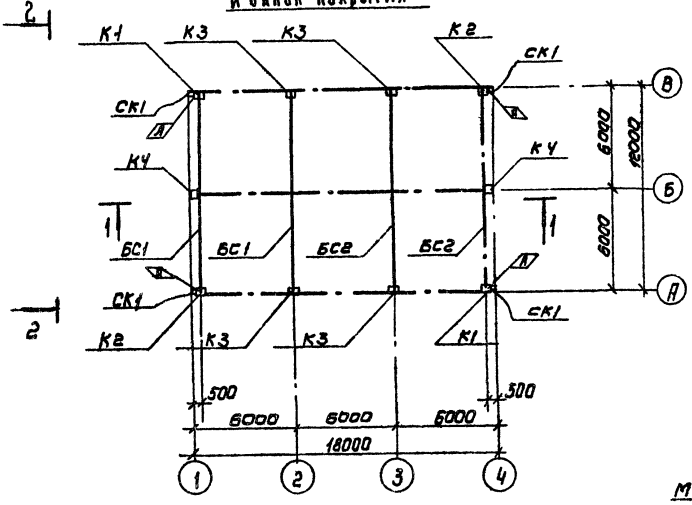 и балок покрытия
2
К1 К3 К3 К2
СК1
В
СК1
А А
6000
12000
К4 К4
Б
1 1
БС1 БС1 БС2 БС2
6000
А А
СК1
А
2
К2 К3 К3 К1
СК1
500 500
6000 6000 6000
18000
1 2 3 4
М